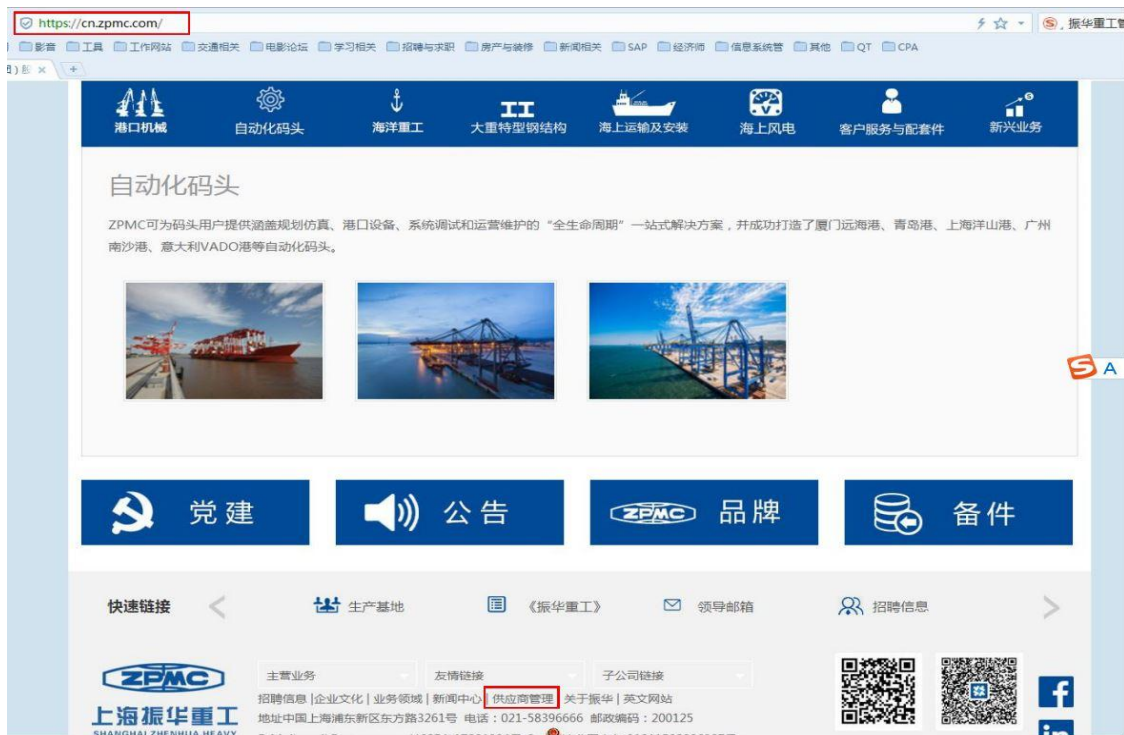 https://cn.zpmc.com/
振华重工
影音 工具 工作网站 交通相关 电影论坛 学习相关 招聘与求职 房产与装修 新闻相关 SAP 经济师 信息系统管 其他 QT CPA
港口机械 自动化码头 海洋重工 大重特型钢结构 海上运输及安装 海上风电 客户服务与配套件 新兴业务
自动化码头
ZPMC可为码头用户提供涵盖规划仿真、港口设备、系统调试和运营维护的“全生命周期”一站式解决方案，并成功打造了厦门远海港、青岛港、上海洋山港、广州
南沙港、意大利VADO港等自动化码头。
A
党建 公告 ZPMC 品牌 备件
快速链接 生产基地 《振华重工》 领导邮箱 招聘信息
ZPMC
主营业务 友情链接 子公司链接
招聘信息|企业文化|业务领域|新闻中心|供应商管理|关于振华|英文网站
上海振华重工
地址中国上海浦东新区东方路3261号 电话：021-58396666 邮政编码：200125
SHANGHAI ZHENHUA HEAVY